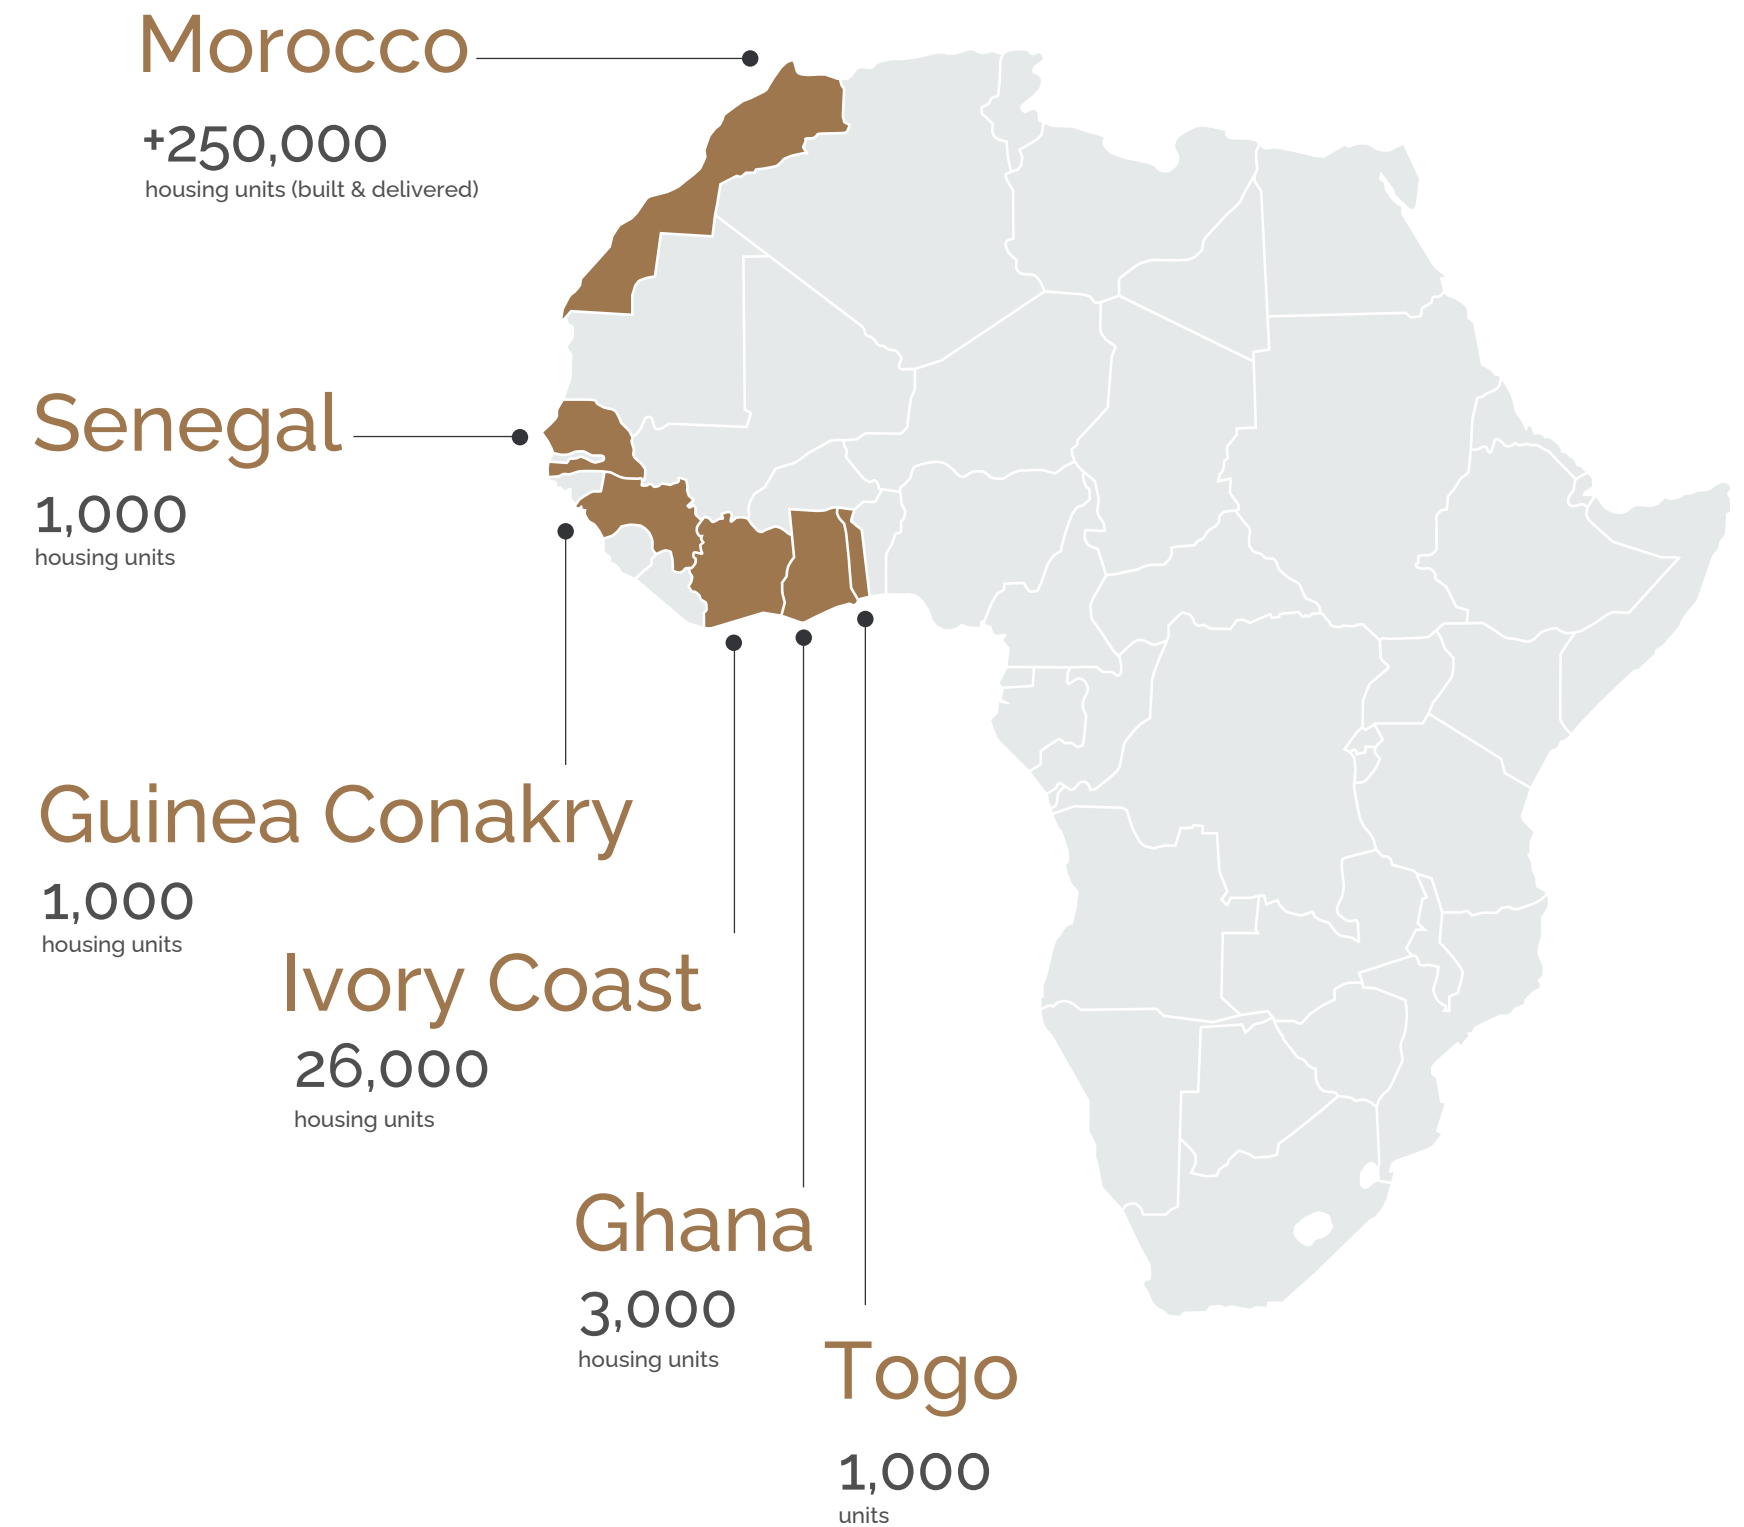 Morocco
+250,000
housing units (built & delivered)
Senegal
1,000
housing units
Guinea Conakry
1,000
housing units
Ivory Coast
26,000
housing units
Ghana
3,000
housing units
Togo
1,000
units